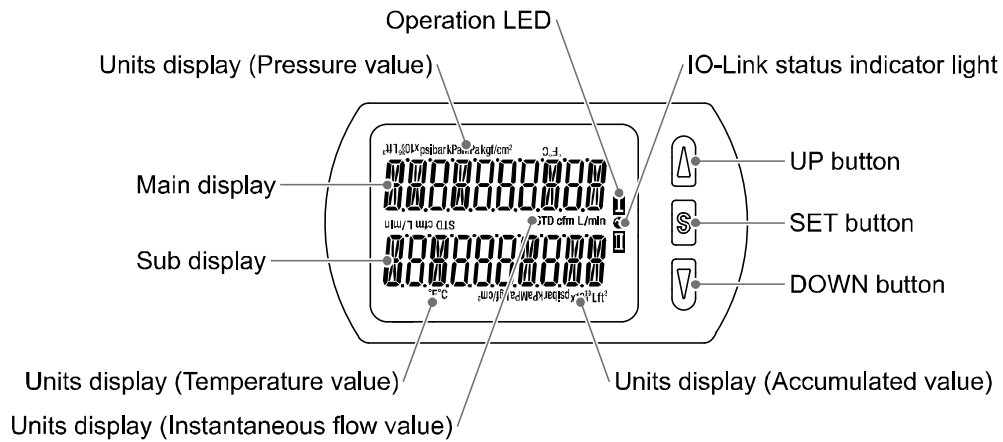 Operation LED
Units display (Pressure value)
IO-Link status indicator light
psi bar kPa MPa kgf/cm²
UP button
Main display
STD cfm L/min
STD cfm L/min
S
SET button
Sub display
DOWN button
°F°C
Units display (Temperature value)
Units display (Accumulated value)
Units display (Instantaneous flow value)